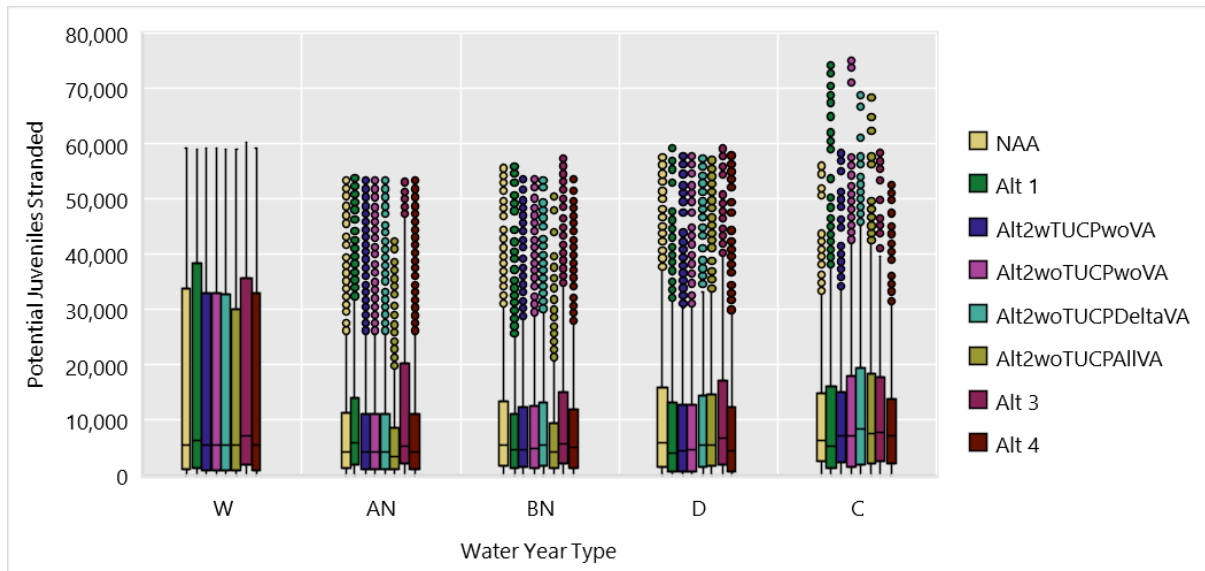 Potential Juveniles Stranded
80,000
70,000
60,000
50,000
40,000
30,000
20,000
10,000
0
W AN BN D C
Water Year Type
NAA
Alt 1
Alt2wTUCPwoVA
Alt2woTUCPwoVA
Alt2woTUCPDeltaVA
Alt2woTUCPAllVA
Alt 3
Alt 4